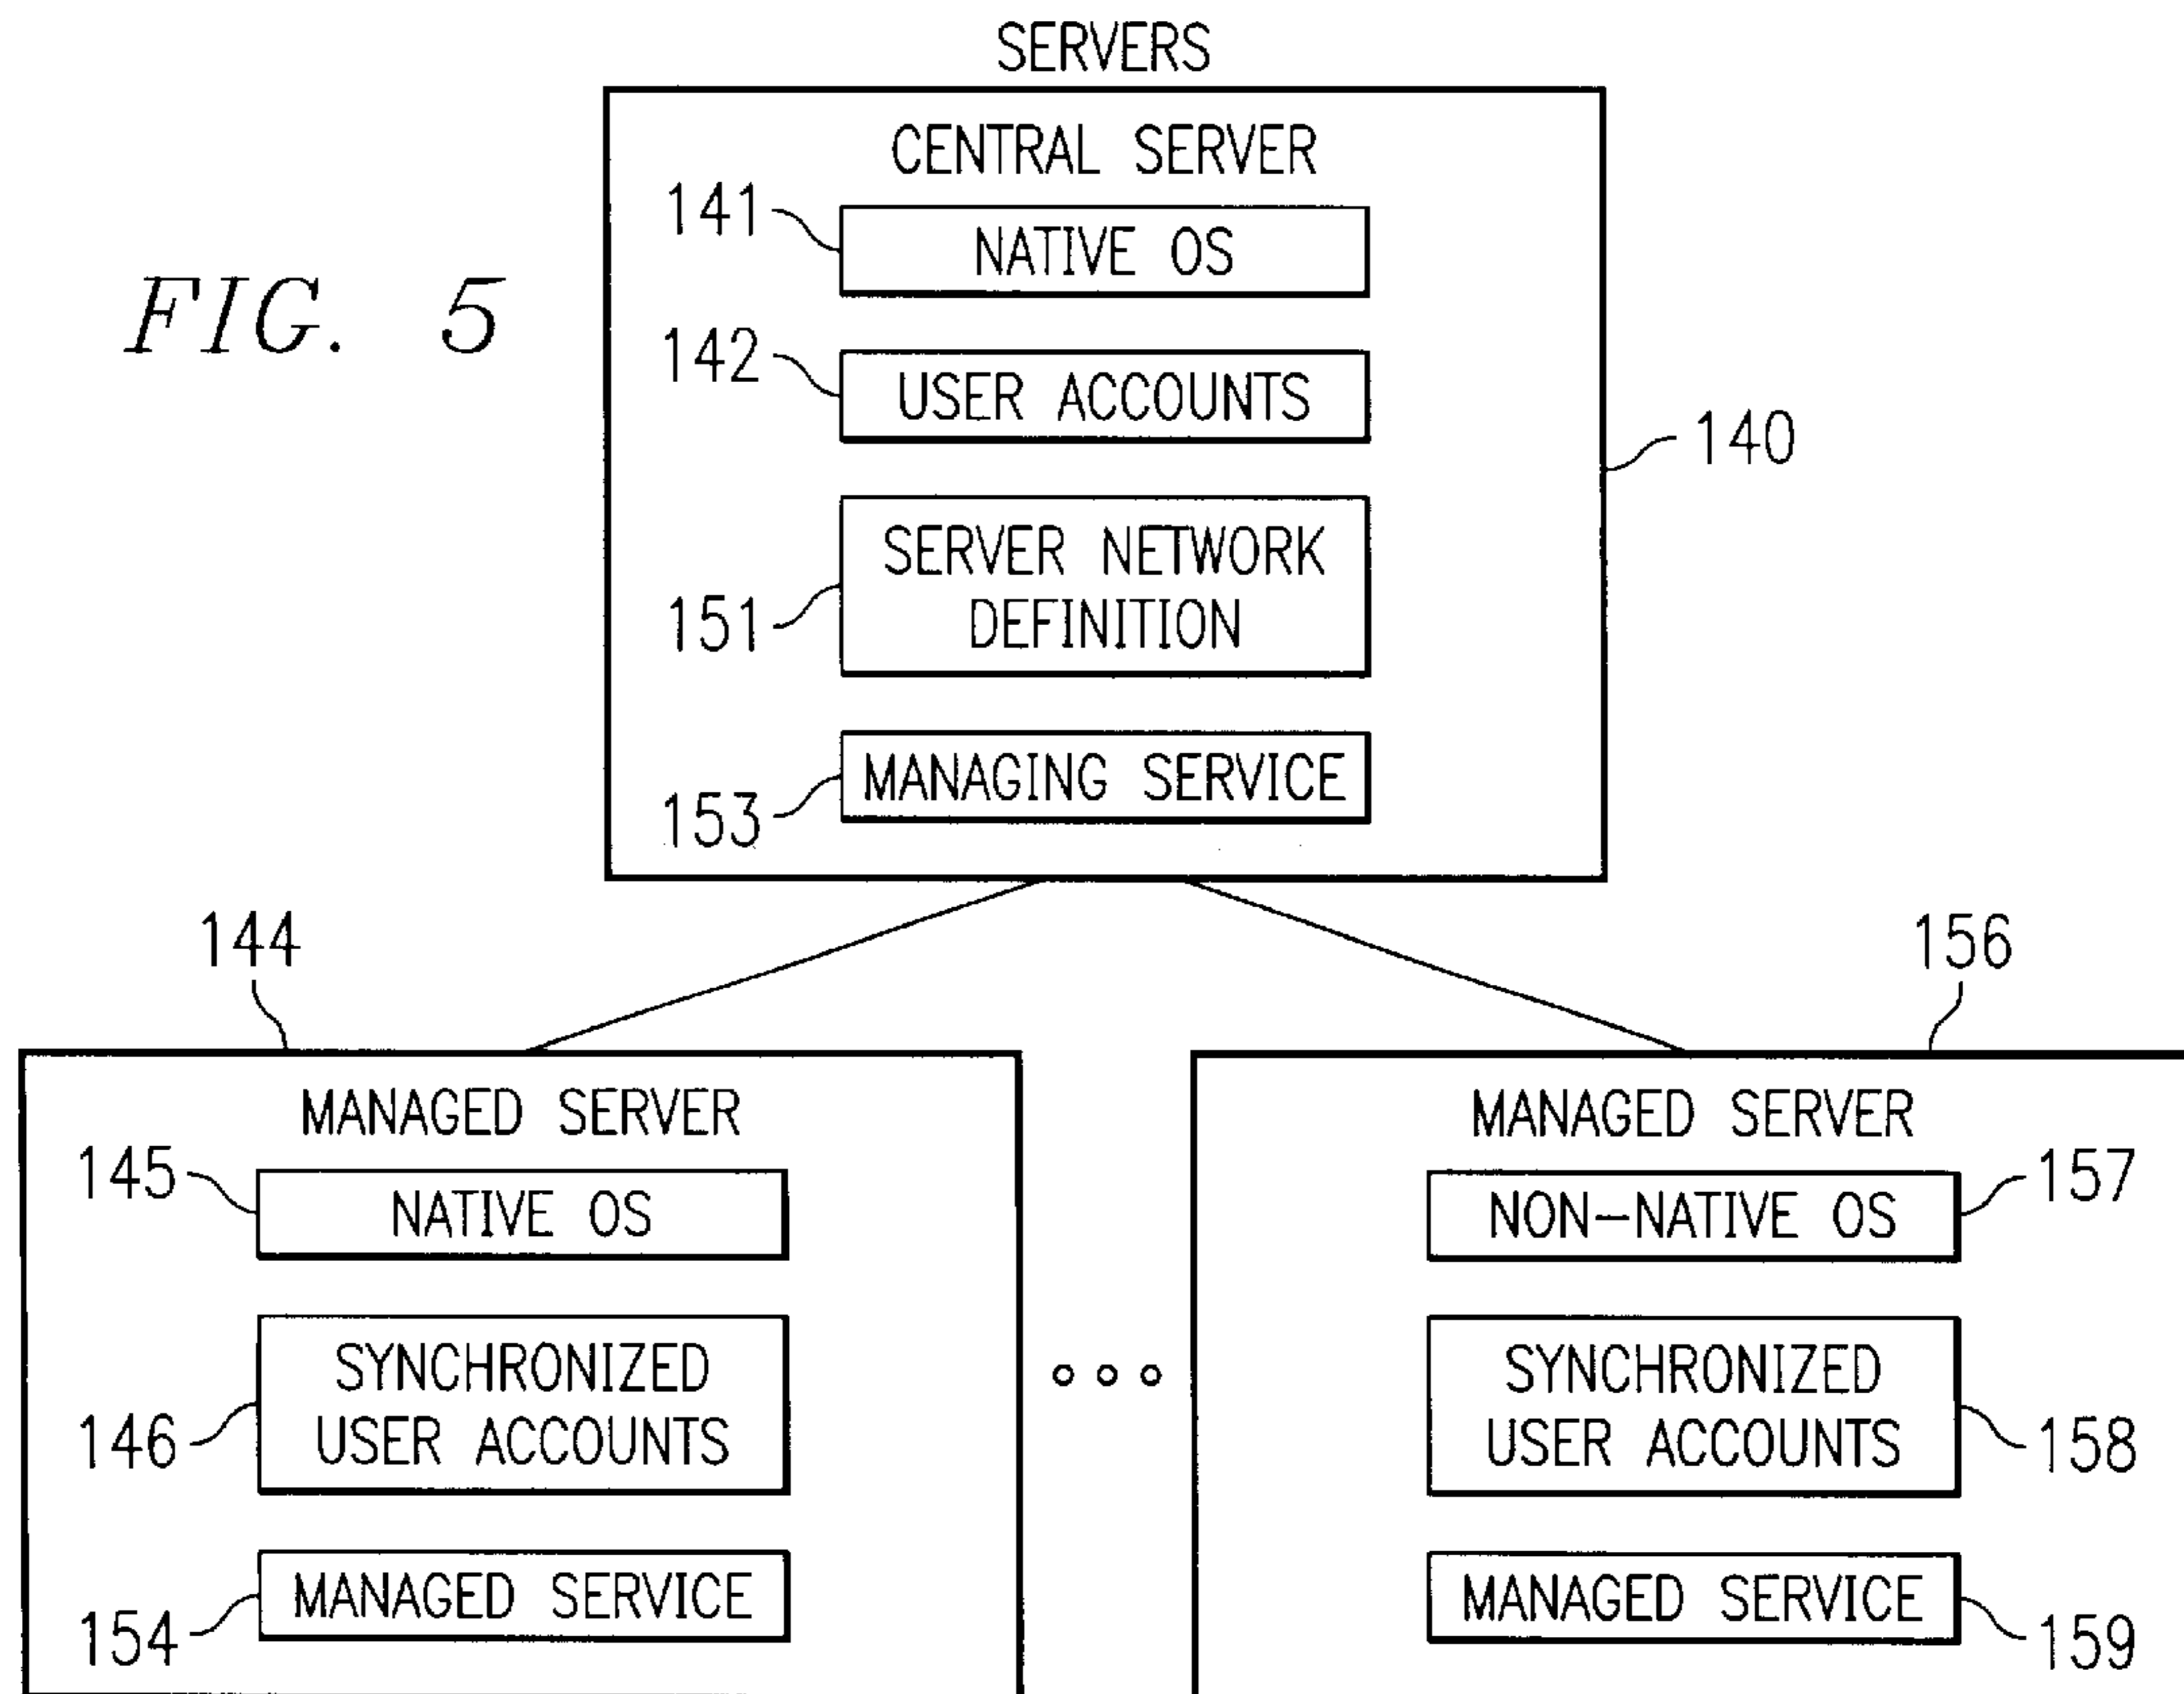 SERVERS
CENTRAL SERVER
141
NATIVE OS
FIG. 5
142
USER ACCOUNTS
140
SERVER NETWORK
DEFINITION
151
MANAGING SERVICE
153
144
156
MANAGED SERVER
145
NATIVE OS
SYNCHRONIZED
USER ACCOUNTS
146
MANAGED SERVICE
154
MANAGED SERVER
157
NON-NATIVE OS
SYNCHRONIZED
USER ACCOUNTS
158
MANAGED SERVICE
159